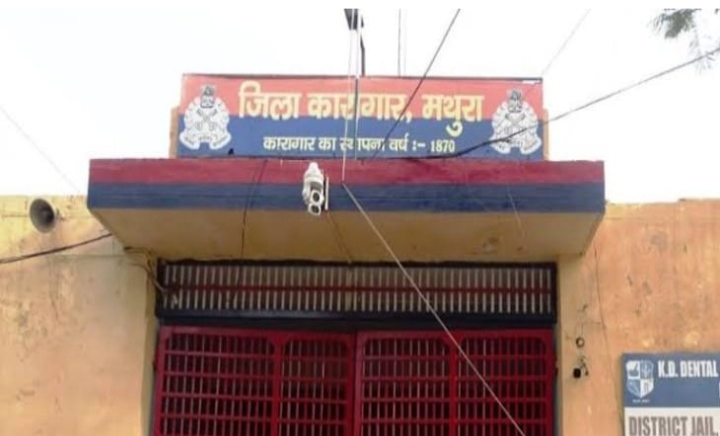 जिला कारागार, मथुरा
कारागार का स्थापना वर्ष :- 1870
K.D. DENTAL
DISTRICT JAIL,